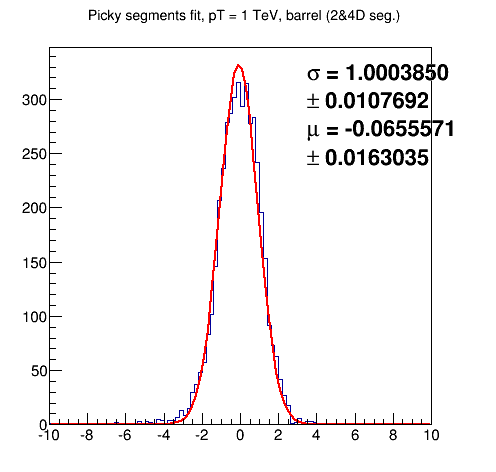 Picky segments fit, pT = 1 TeV, barrel (2&4D seg.)
σ = 1.0003850
± 0.0107692
μ = -0.0655571
± 0.0163035
300
250
200
150
100
50
0
-10 -8 -6 -4 -2 0 2 4 6 8 10